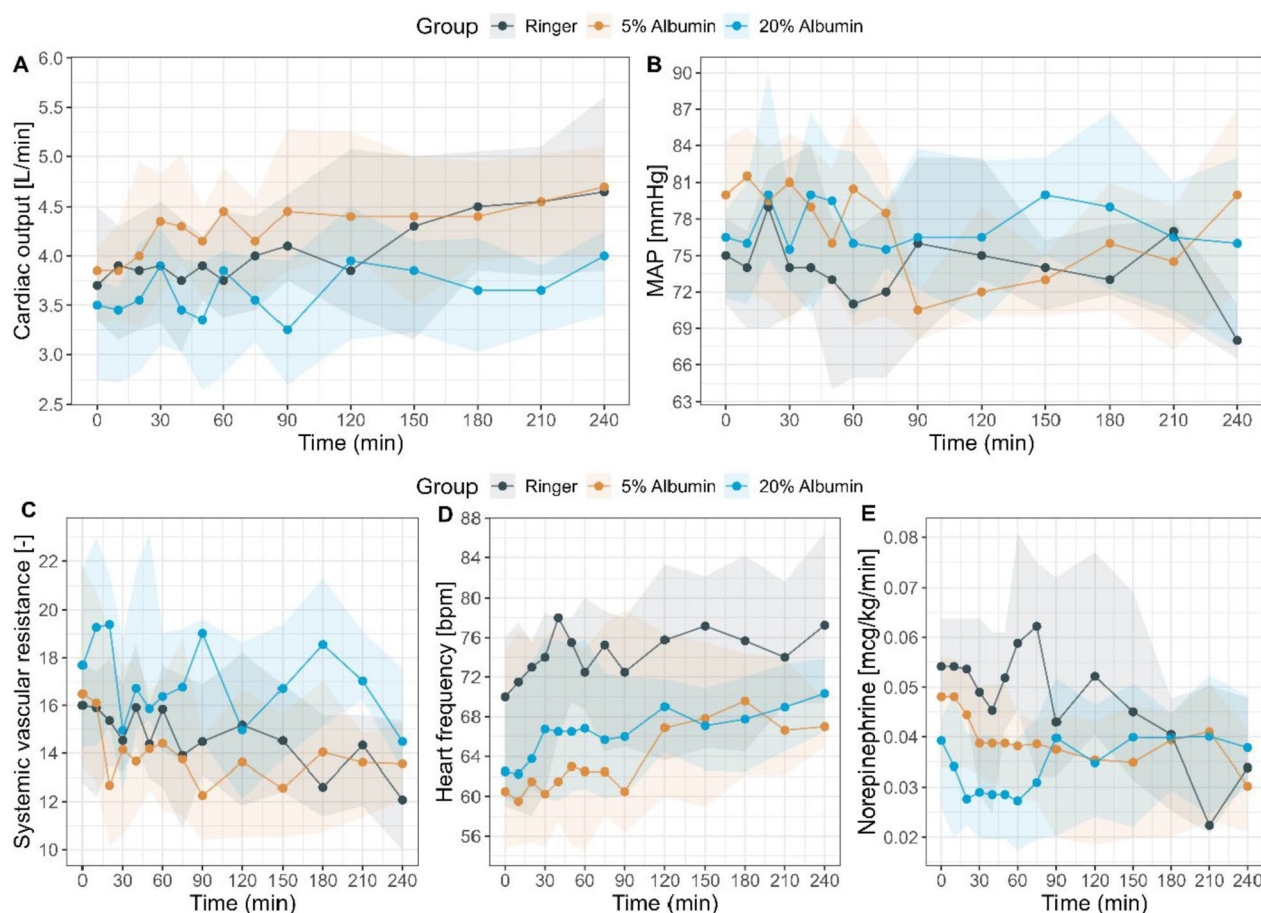 Group Ringer 5% Albumin 20% Albumin
A
Cardiac output [L/min]
6.0
5.5
5.0
4.5
4.0
3.5
3.0
2.5
0 30 60 90 120 150 180 210 240
Time (min)
B
MAP [mmHg]
90
87
84
81
78
75
72
69
66
63
0 30 60 90 120 150 180 210 240
Time (min)
Group Ringer 5% Albumin 20% Albumin
C
Systemic vascular resistance [-]
22
20
18
16
14
12
10
0 30 60 90 120 150 180 210 240
Time (min)
D
Heart frequency [bpm]
88
84
80
76
72
68
64
60
56
0 30 60 90 120 150 180 210 240
Time (min)
E
Norepinephrine [mcg/kg/min]
0.08
0.07
0.06
0.05
0.04
0.03
0.02
0 30 60 90 120 150 180 210 240
Time (min)